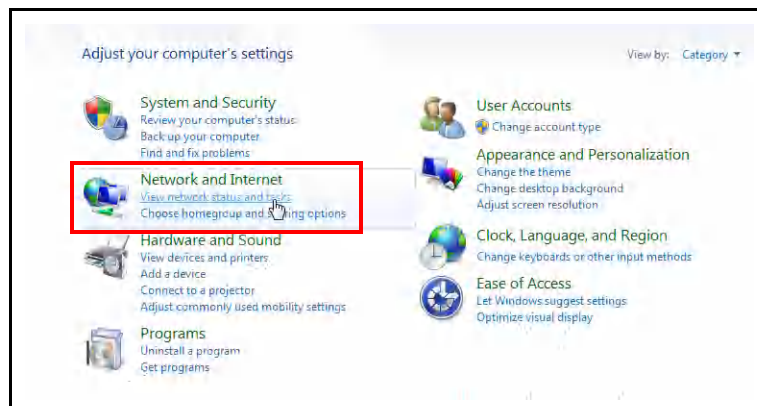 Adjust your computer's settings
View by: Category
System and Security
Review your computer's status
Back up your computer
Find and fix problems
Network and Internet
View network status and tasks
Choose homegroup and sharing options
Hardware and Sound
View devices and printers
Add a device
Connect to a projector
Adjust commonly used mobility settings
Programs
Uninstall a program
Get programs
User Accounts
Change account type
Appearance and Personalization
Change the theme
Change desktop background
Adjust screen resolution
Clock, Language, and Region
Change keyboards or other input methods
Ease of Access
Let Windows suggest settings
Optimize visual display